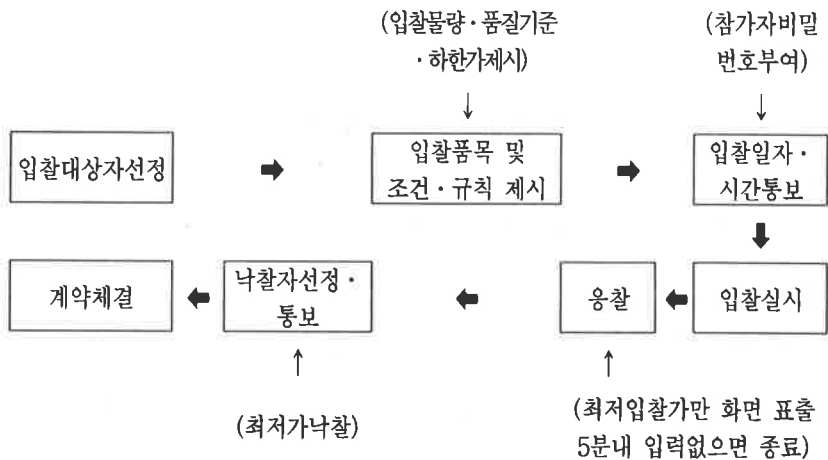 (입찰물량·품질기준
·하한가제시)
(참가자비밀
번호부여)
입찰대상자선정
입찰품목 및
조건·규칙 제시
입찰일자·
시간통보
계약체결
낙찰자선정·
통보
응찰
입찰실시
(최저가낙찰)
(최저입찰가만 화면 표출
5분내 입력없으면 종료)